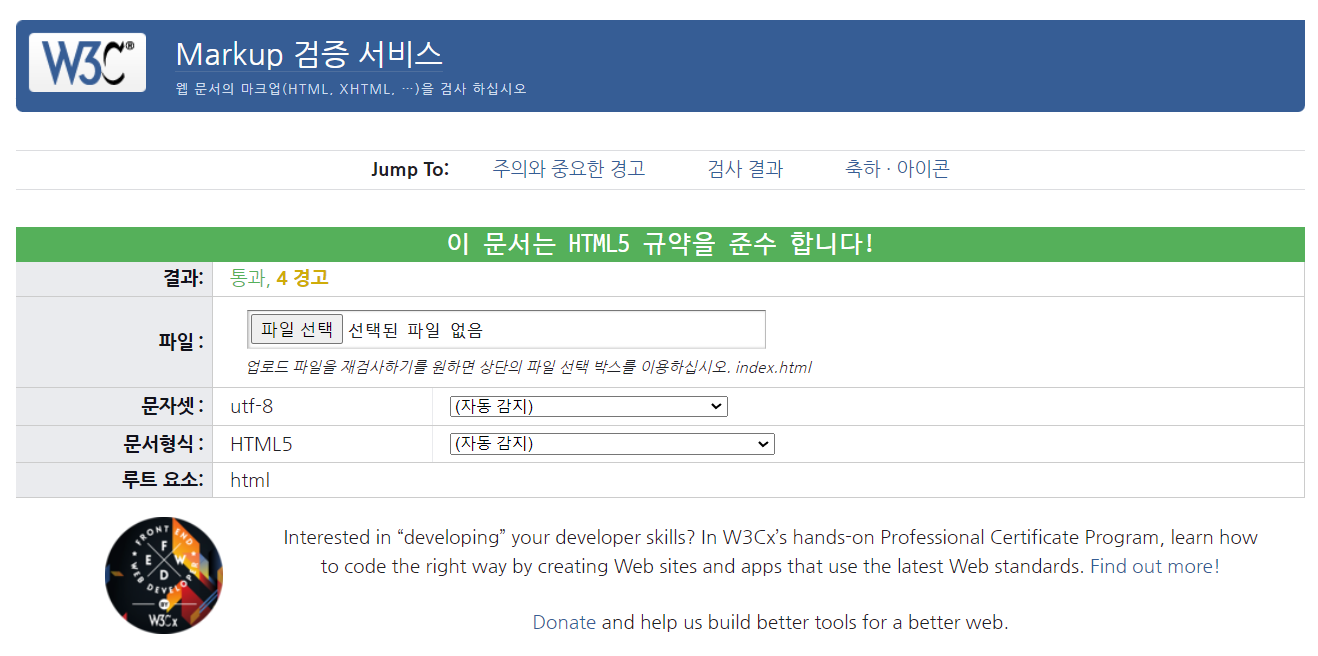 W3C®
Markup 검증 서비스
웹 문서의 마크업(HTML, XHTML, …)을 검사 하십시오
Jump To: 주의와 중요한 경고 검사 결과 축하 · 아이콘
이 문서는 HTML5 규약을 준수 합니다!
결과: 통과, 4 경고
파일 : 파일 선택 선택된 파일 없음
업로드 파일을 재검사하기를 원하면 상단의 파일 선택 박스를 이용하십시오. index.html
문자셋 : utf-8 (자동 감지)
문서형식 : HTML5 (자동 감지)
루트 요소: html
FRONT END
WEB DEVELOPER
F
E W
D
BY
W3Cx
Interested in “developing” your developer skills? In W3Cx’s hands-on Professional Certificate Program, learn how
to code the right way by creating Web sites and apps that use the latest Web standards. Find out more!
Donate and help us build better tools for a better web.